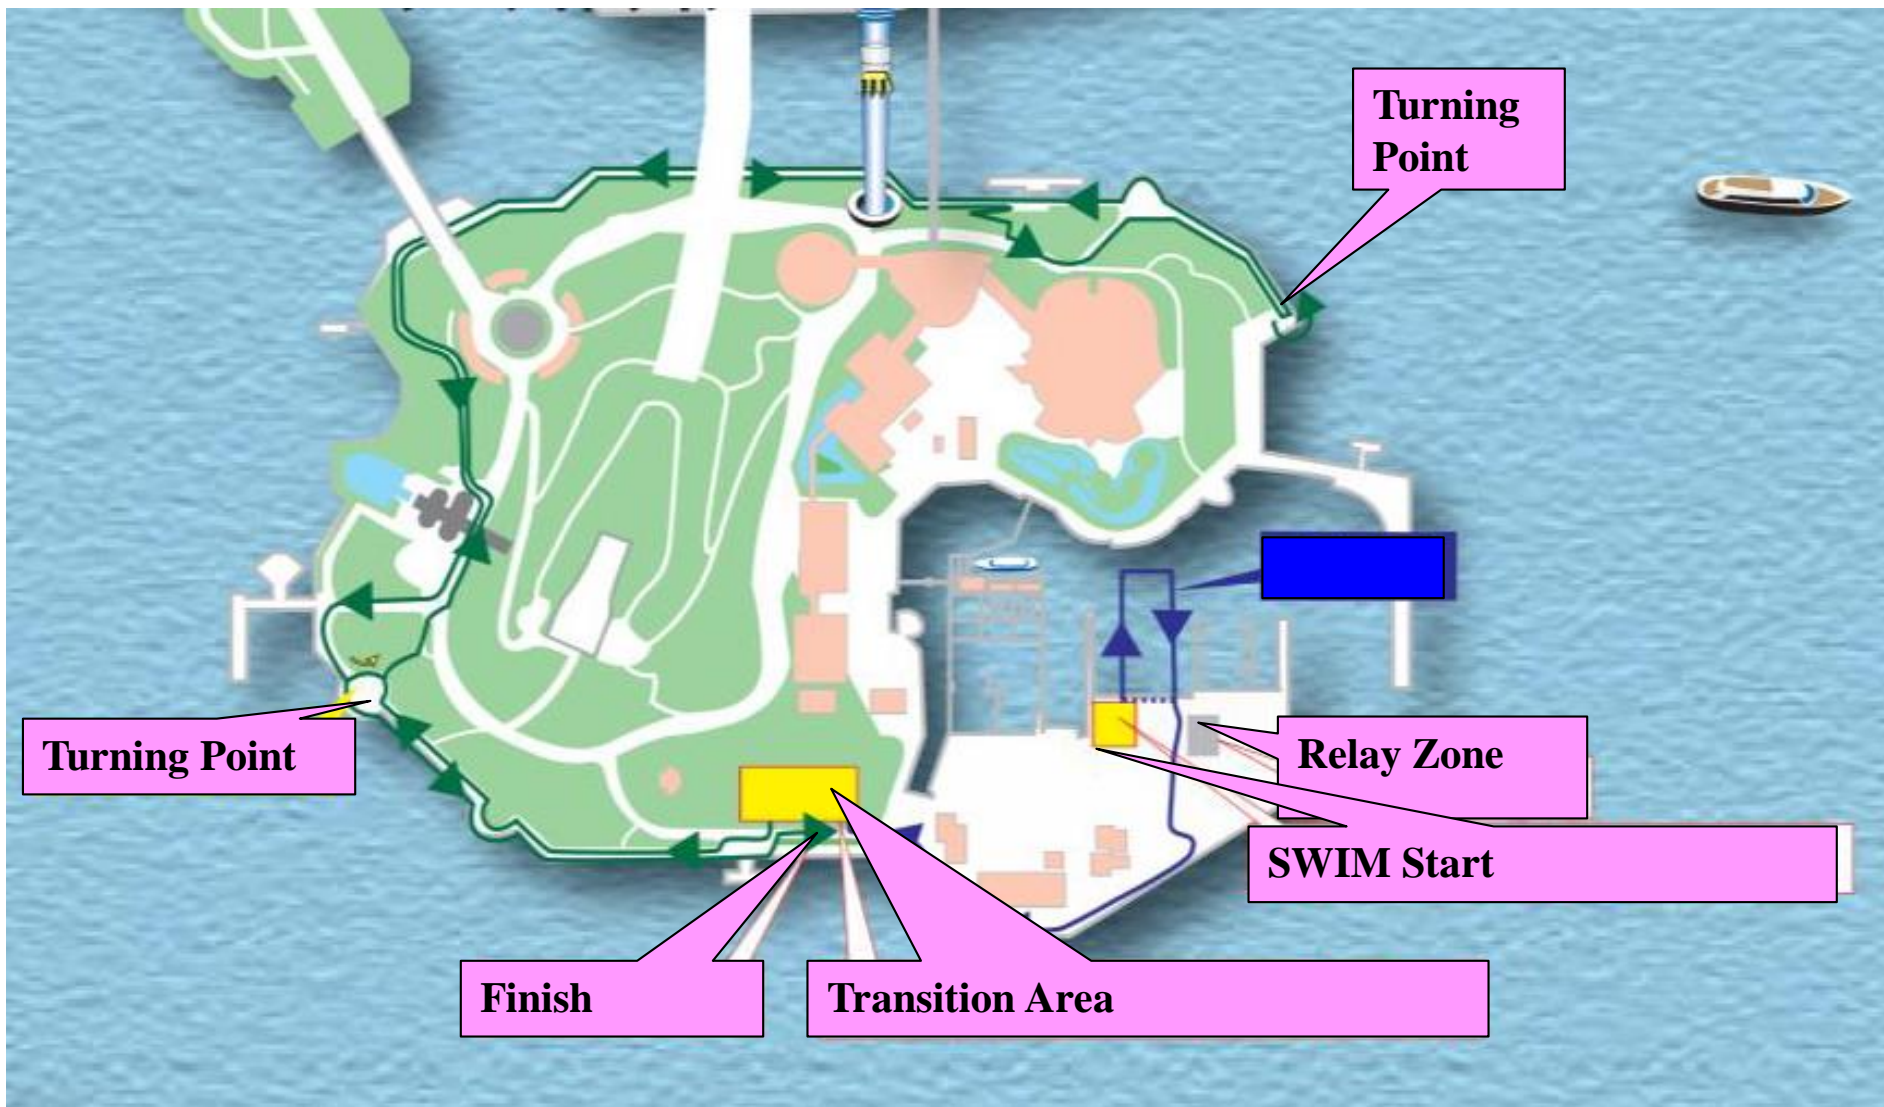 Turning
Point
Turning Point
Relay Zone
SWIM Start
Finish
Transition Area